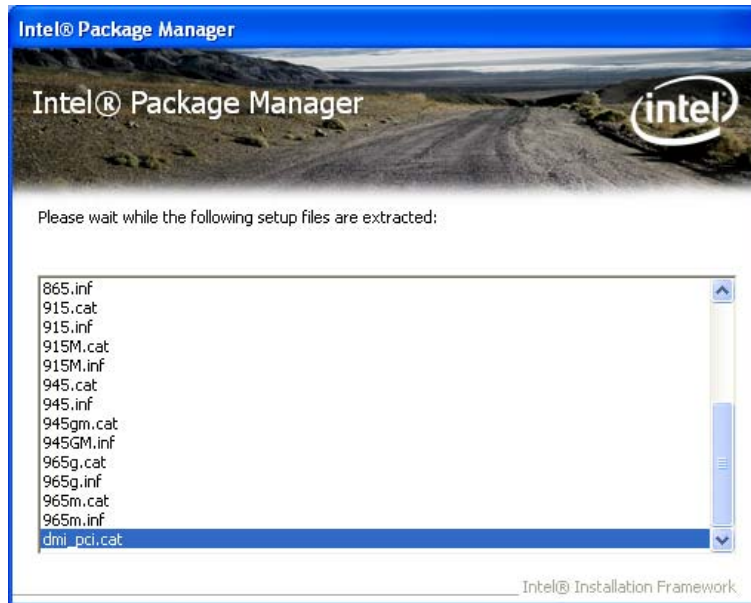 Intel® Package Manager
Intel® Package Manager
intel
Please wait while the following setup files are extracted:
865.inf
915.cat
915.inf
915M.cat
915M.inf
945.cat
945.inf
945gm.cat
945GM.inf
965g.cat
965g.inf
965m.cat
965m.inf
dmi_pci.cat
Intel® Installation Framework